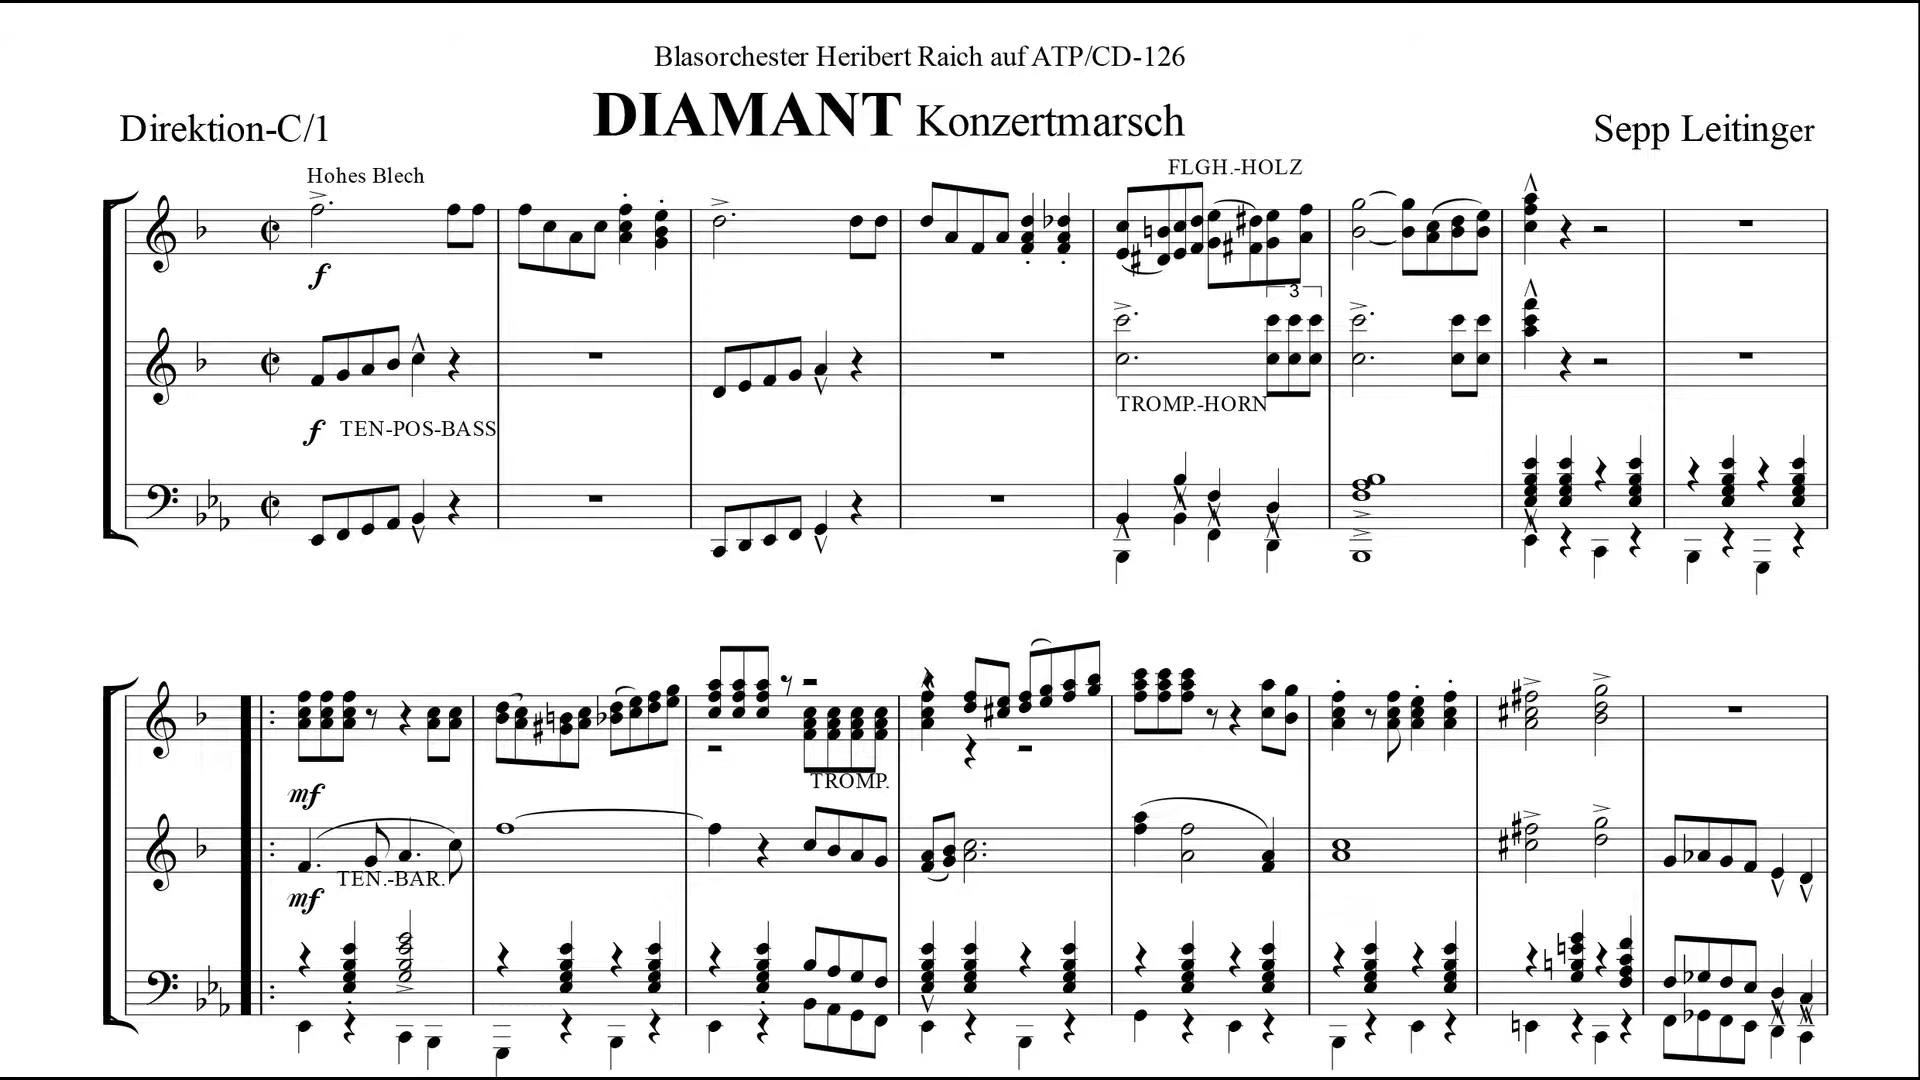 Blasorchester Heribert Raich auf ATP/CD-126
Direktion-C/1
DIAMANT Konzertmarsch
Sepp Leitinger
Hohes Blech
FLGH.-HOLZ
f
3
TROMP.-HORN
f TEN-POS-BASS
mf
TROMP.
TEN.-BAR.
mf